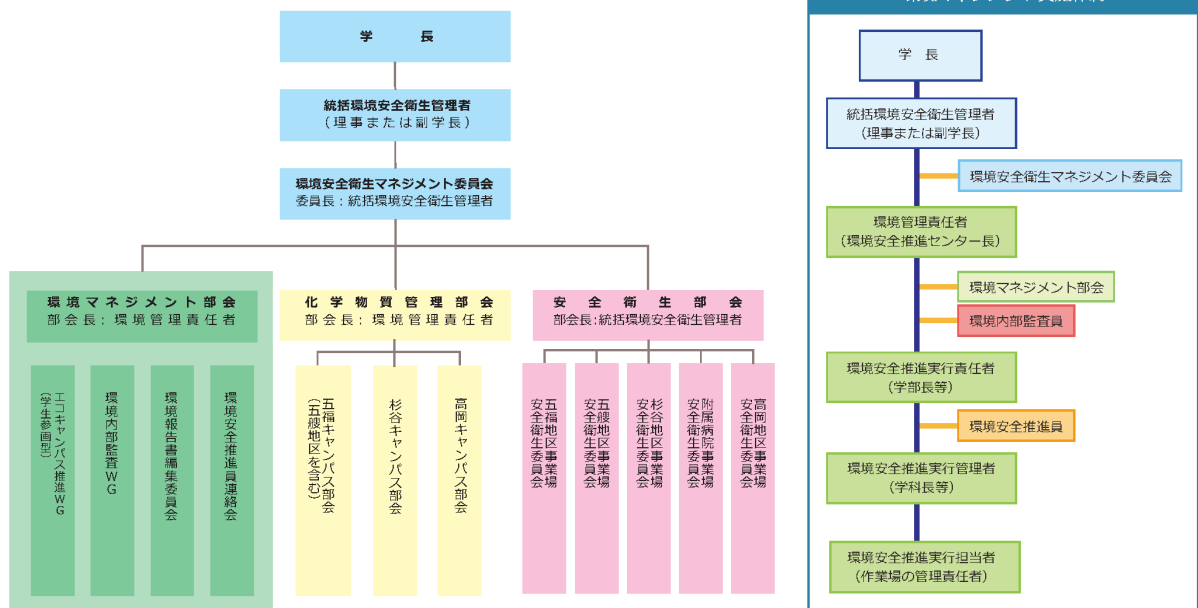 学長
統括環境安全衛生管理者
(理事または副学長)
環境安全衛生マネジメント委員会
委員長：統括環境安全衛生管理者
環境マネジメント部会
部会長：環境管理責任者
エコキャンパス推進WG
(学生参画型)
環境内部監査WG
環境報告書編集委員会
環境安全推進員連絡会
化学物質管理部会
部会長：環境管理責任者
五福キャンパス部会
(五艘地区を含む)
杉谷キャンパス部会
高岡キャンパス部会
安全衛生部会
部会長:統括環境安全衛生管理者
五福地区事業場
安全衛生委員会
五艘地区事業場
安全衛生委員会
杉谷地区事業場
安全衛生委員会
附属病院事業場
安全衛生委員会
高岡地区事業場
安全衛生委員会
学長
統括環境安全衛生管理者
(理事または副学長)
環境安全衛生マネジメント委員会
環境管理責任者
(環境安全推進センター長)
環境マネジメント部会
環境内部監査員
環境安全推進実行責任者
(学部長等)
環境安全推進員
環境安全推進実行管理者
(学科長等)
環境安全推進実行担当者
(作業場の管理責任者)